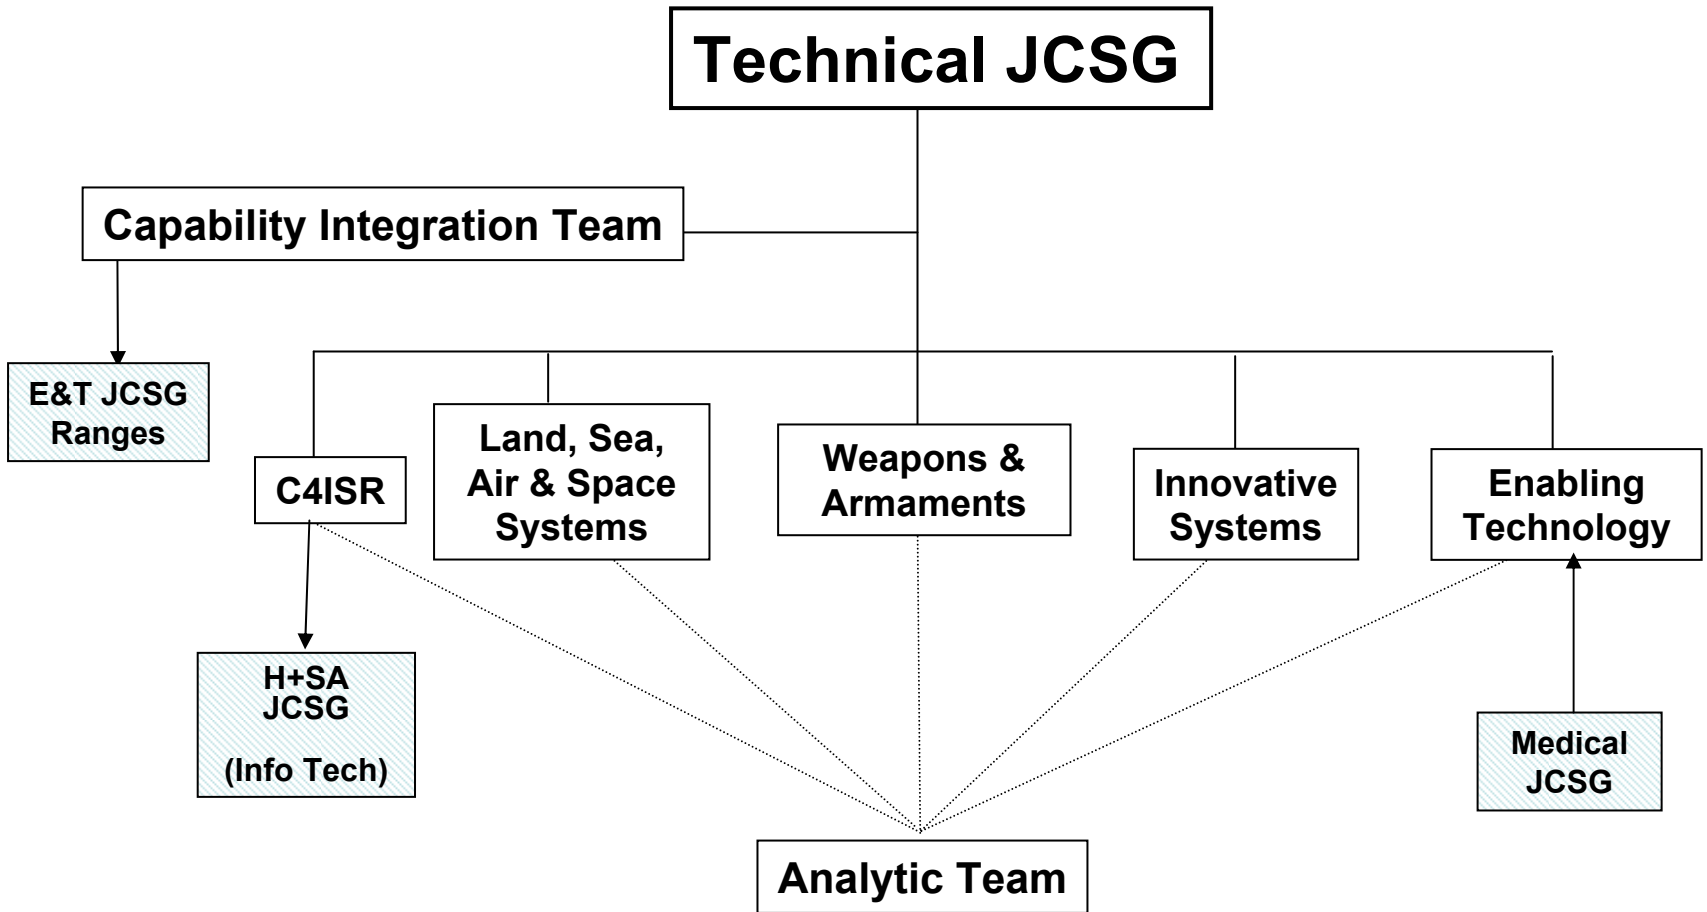 Technical JCSG
Capability Integration Team
E&T JCSG
Ranges
C4ISR
Land, Sea,
Air & Space
Systems
Weapons &
Armaments
Innovative
Systems
Enabling
Technology
H+SA
JCSG
(Info Tech)
Medical
JCSG
Analytic Team